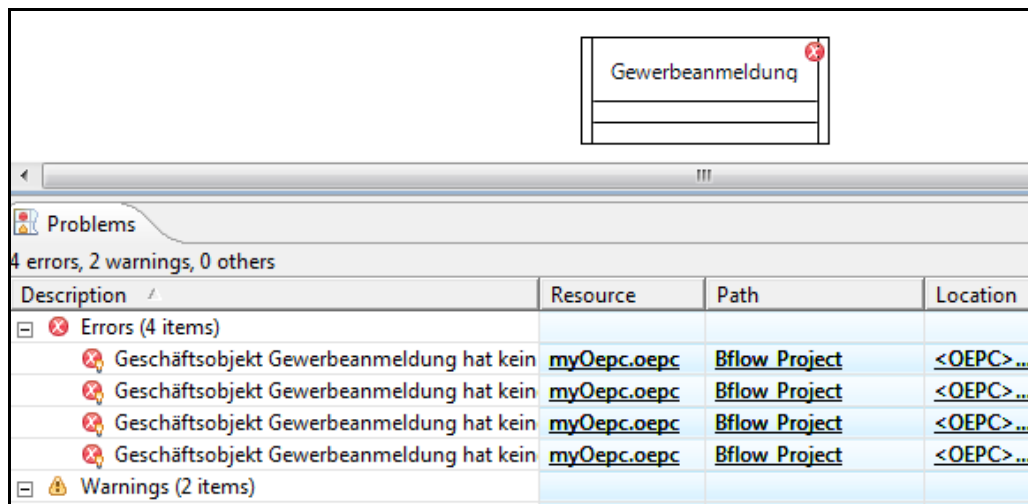 Gewerbeanmeldung
Problems
4 errors, 2 warnings, 0 others
Description Resource Path Location
Errors (4 items)
Geschäftsobjekt Gewerbeanmeldung hat kein myOepc.oepc Bflow Project <OEPC>...
Geschäftsobjekt Gewerbeanmeldung hat kein myOepc.oepc Bflow Project <OEPC>...
Geschäftsobjekt Gewerbeanmeldung hat kein myOepc.oepc Bflow Project <OEPC>...
Geschäftsobjekt Gewerbeanmeldung hat kein myOepc.oepc Bflow Project <OEPC>...
Warnings (2 items)